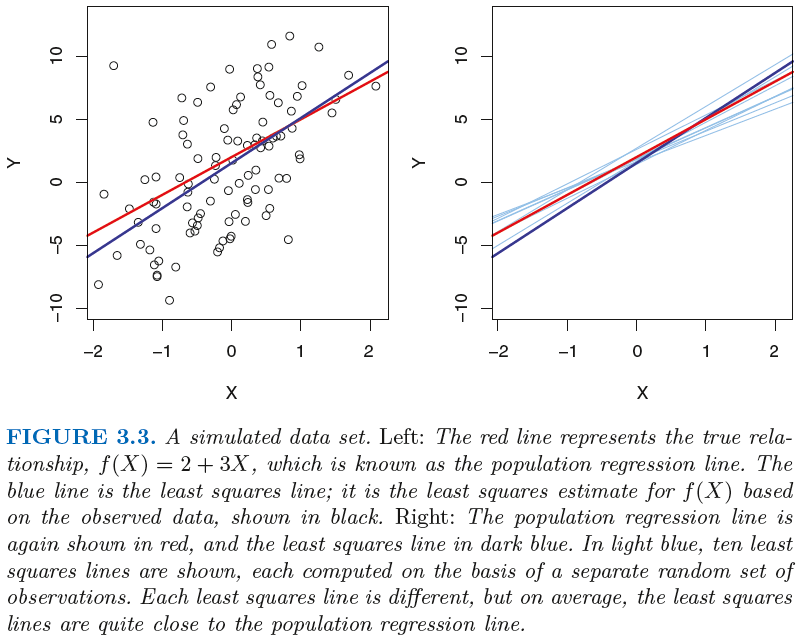 10
5
0
−5
−10
Y
−2 −1 0 1 2
X
10
5
0
−5
−10
Y
−2 −1 0 1 2
X
FIGURE 3.3. A simulated data set. Left: The red line represents the true rela-
tionship, f(X) = 2 + 3X, which is known as the population regression line. The
blue line is the least squares line; it is the least squares estimate for f(X) based
on the observed data, shown in black. Right: The population regression line is
again shown in red, and the least squares line in dark blue. In light blue, ten least
squares lines are shown, each computed on the basis of a separate random set of
observations. Each least squares line is different, but on average, the least squares
lines are quite close to the population regression line.